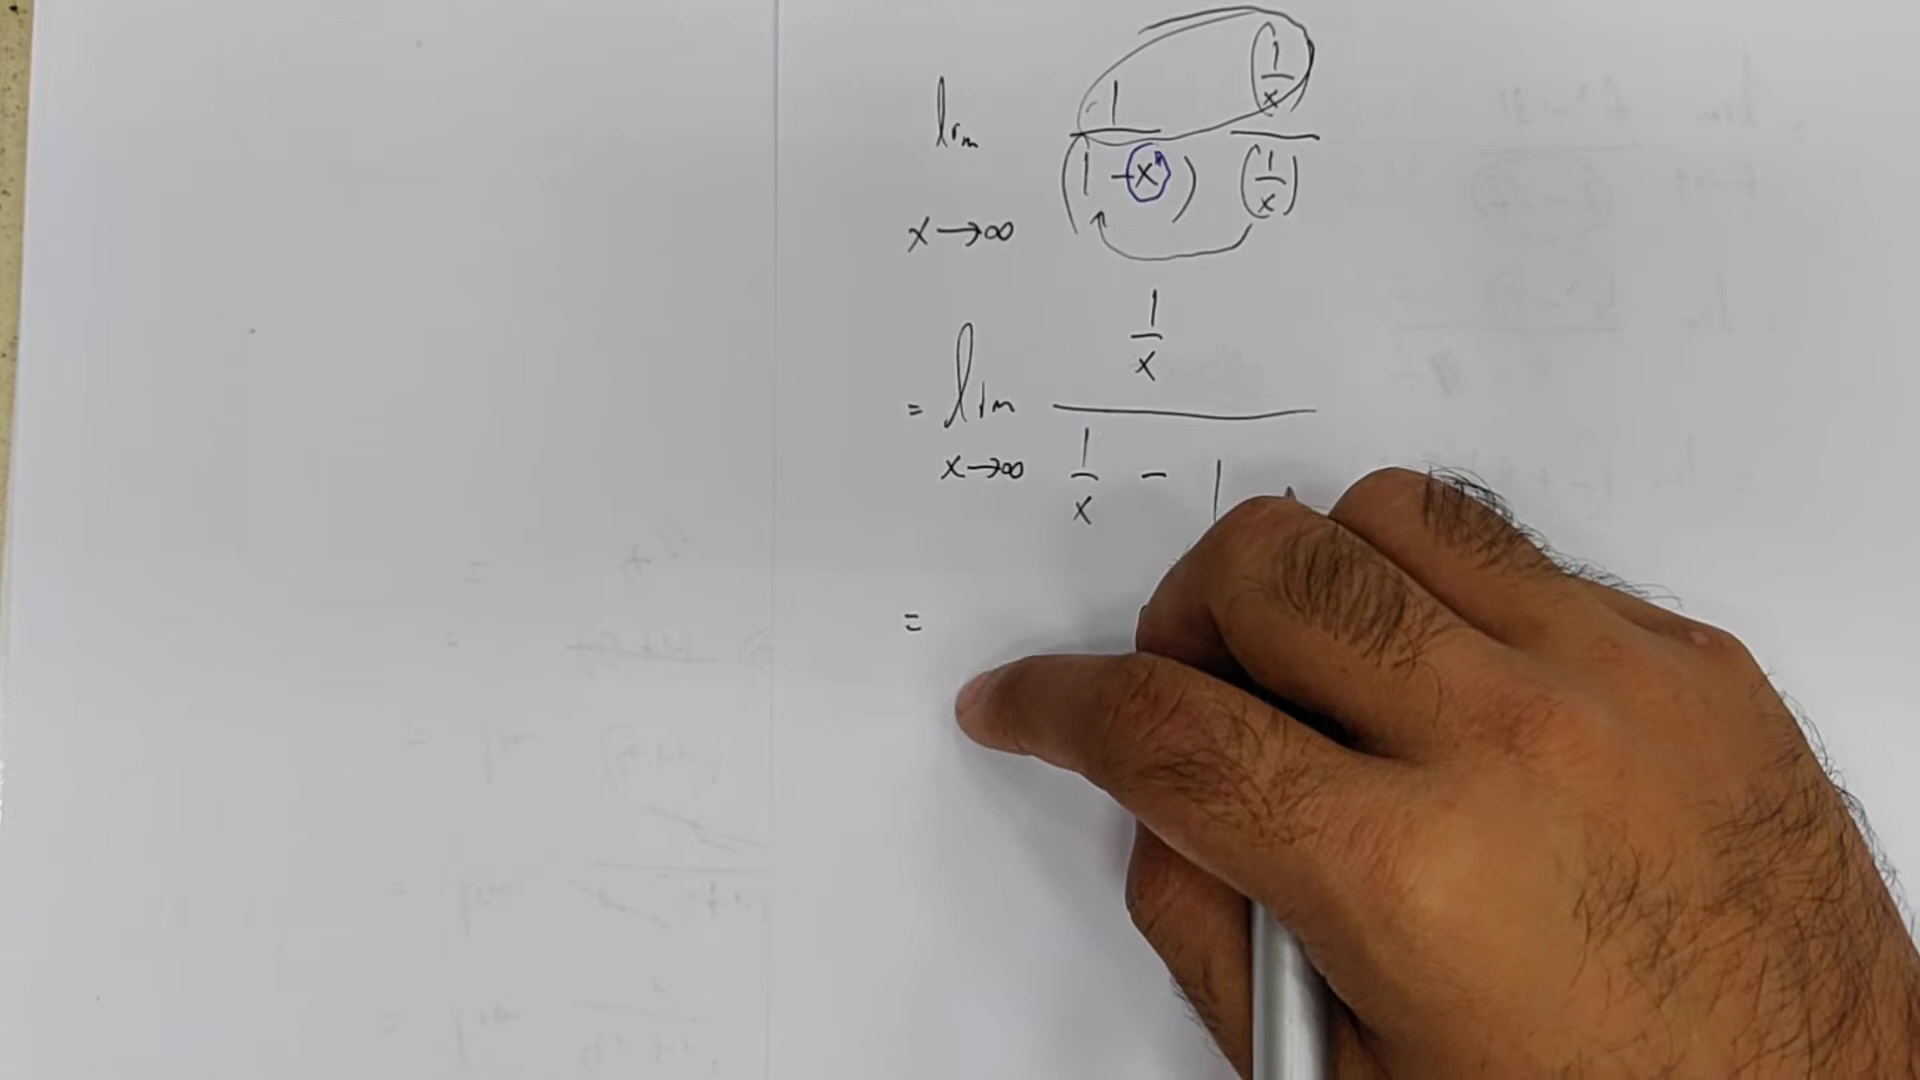 lim 1/(1 - x) (1/x)/(1/x)
x→∞
= lim (1/x)/(1/x - 1)
x→∞
=